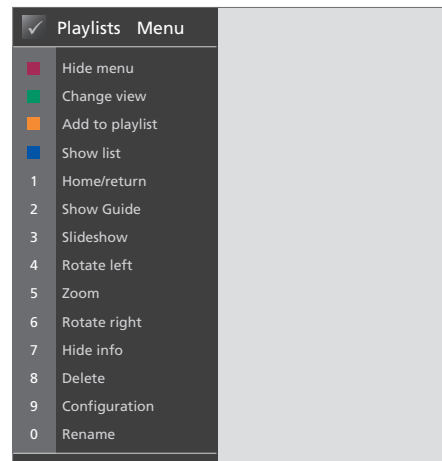 Playlists Menu
Hide menu
Change view
Add to playlist
Show list
1 Home/return
2 Show Guide
3 Slideshow
4 Rotate left
5 Zoom
6 Rotate right
7 Hide info
8 Delete
9 Configuration
0 Rename